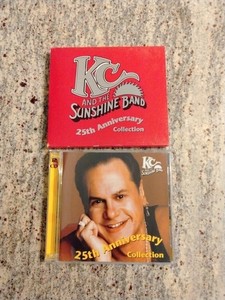 KC
AND THE
SUNSHINE BAND
25th Anniversary
Collection
KC
25th Anniversary
Collection